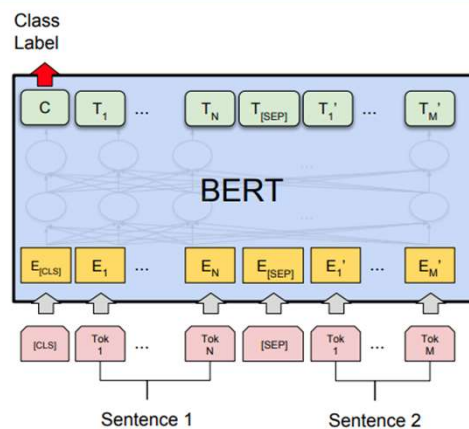 Class
Label
C T1 ... TN T[SEP] T1' ... TM'
...
BERT
...
E[CLS] E1 ... EN E[SEP] E1' ... EM'
[CLS] Tok 1 ... Tok N [SEP] Tok 1 ... Tok M
Sentence 1 Sentence 2